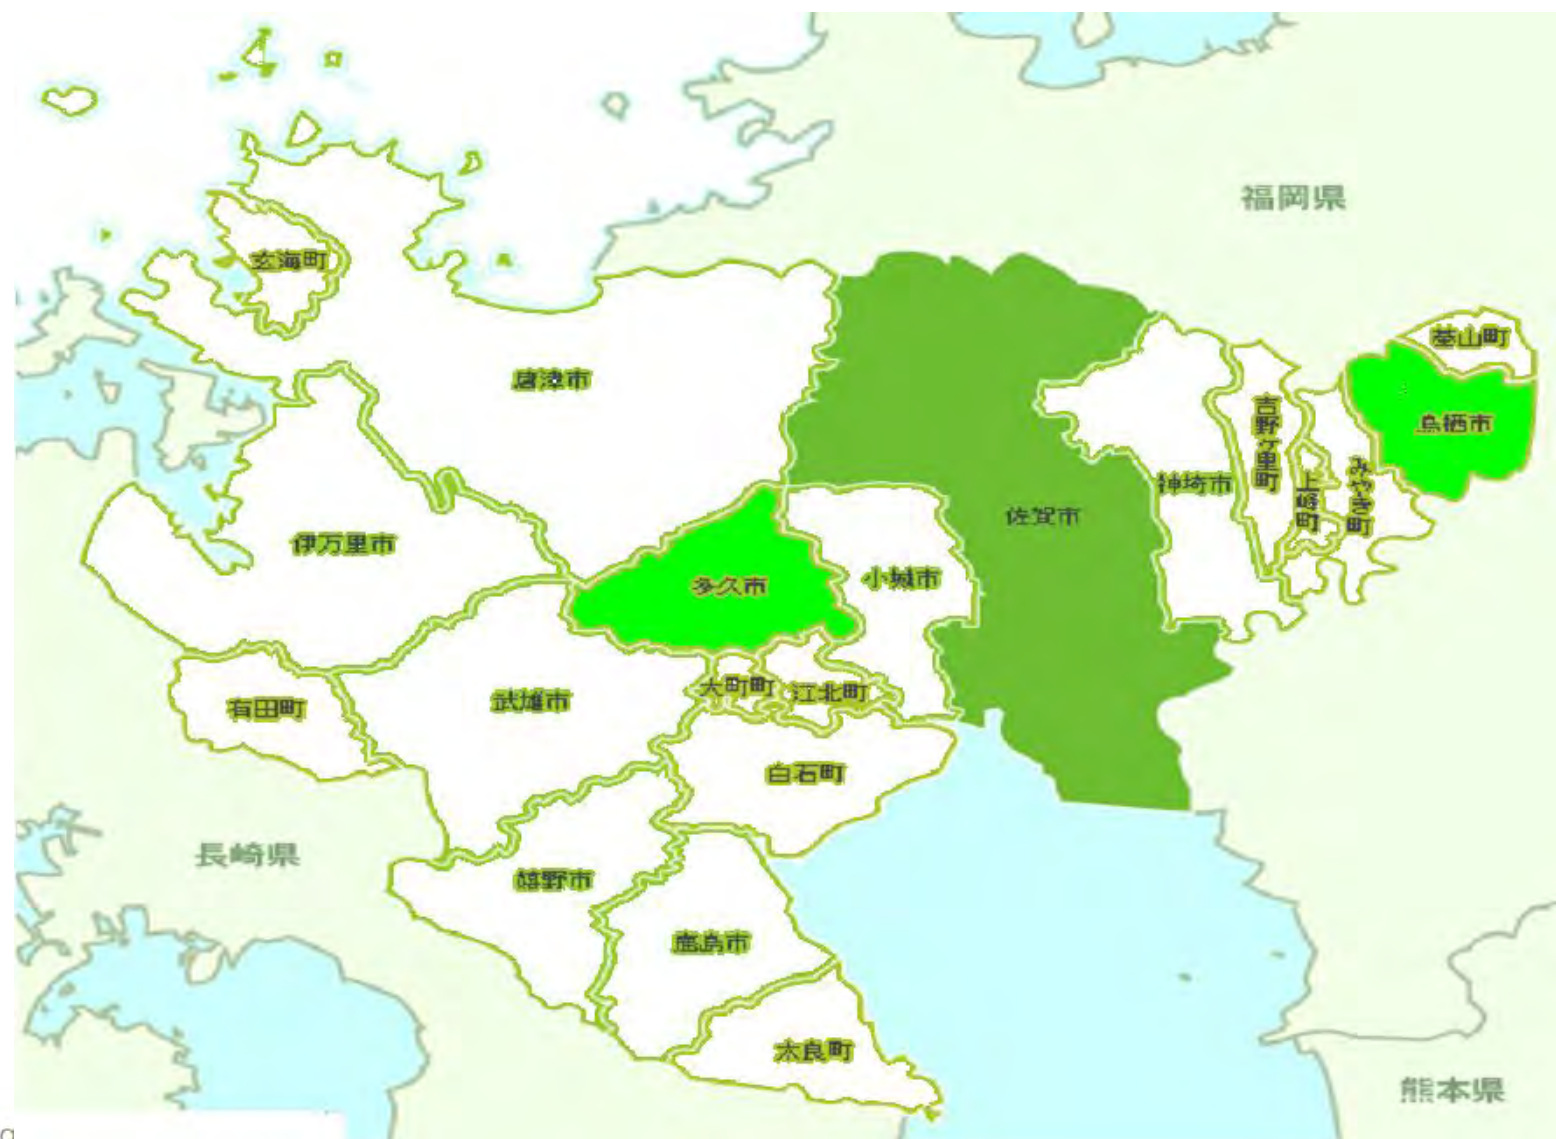 福岡県
玄海町
基山町
唐津市
鳥栖市
吉野ヶ里町
神埼市
上峰町
みやき町
佐賀市
伊万里市
多久市
小城市
大町町
江北町
武雄市
有田町
白石町
長崎県
嬉野市
鹿島市
太良町
熊本県